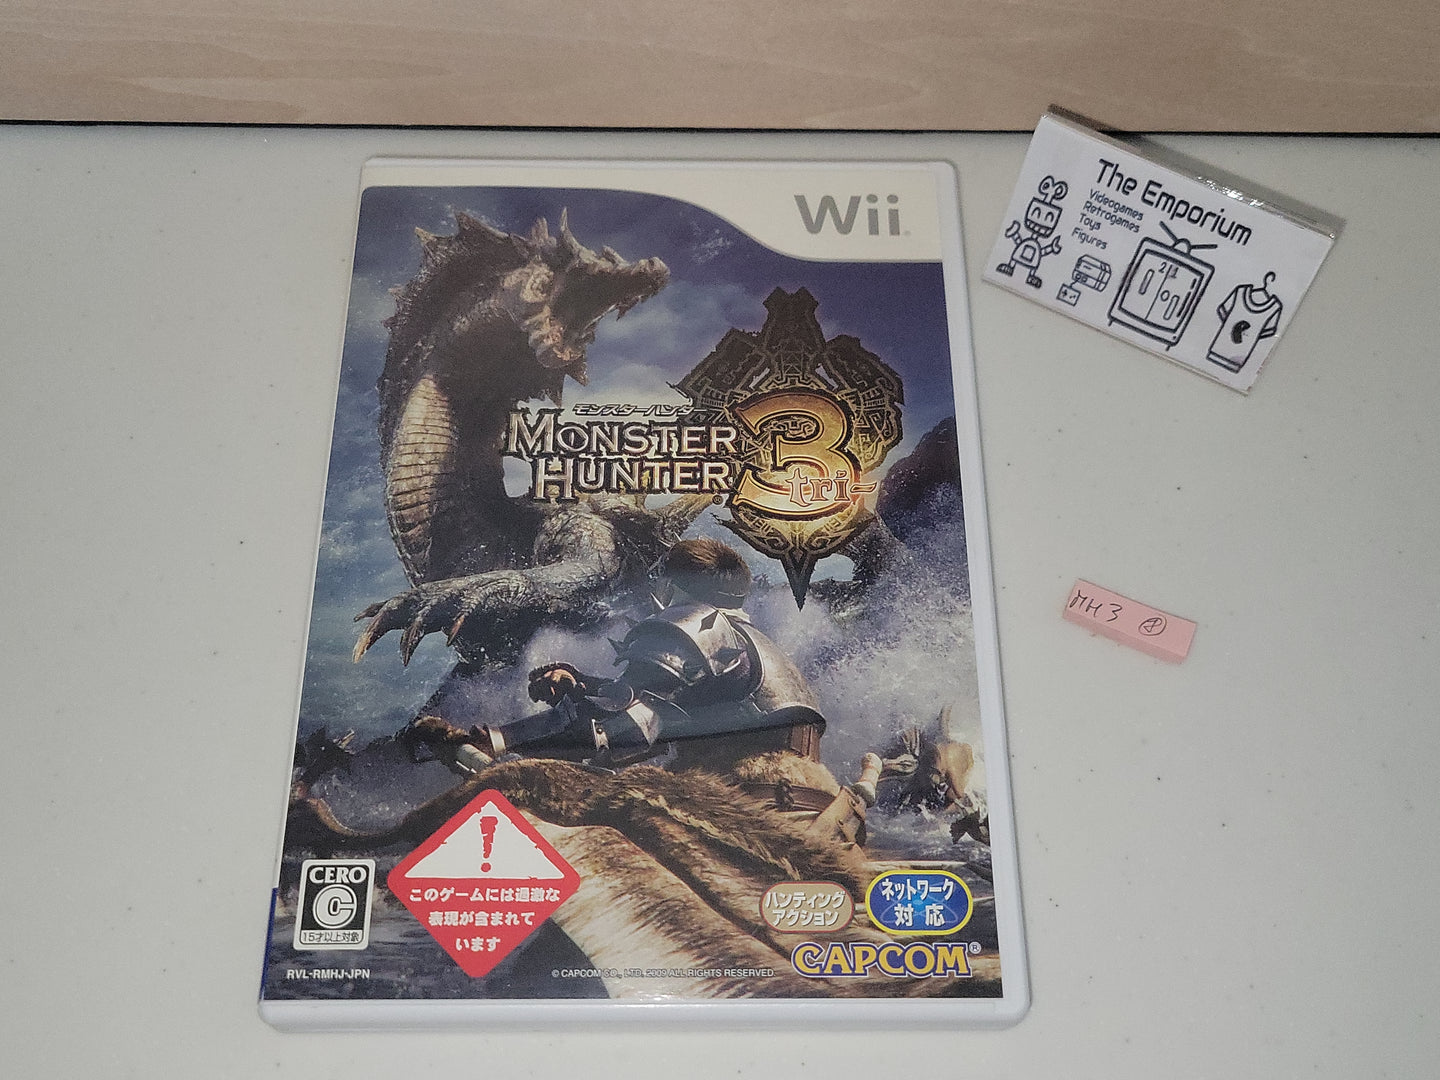 Wii
The Emporium
Videogames
Retrogames
Toys
Figures
21
モンスターハンター
MONSTER
HUNTER
3
tri-
MH3
CERO
C
15才以上対象
このゲームには過激な
表現が含まれて
います
ハンティング
アクション
ネットワーク
対応
CAPCOM®
RVL-RMHJ-JPN
© CAPCOM CO., LTD. 2009 ALL RIGHTS RESERVED.